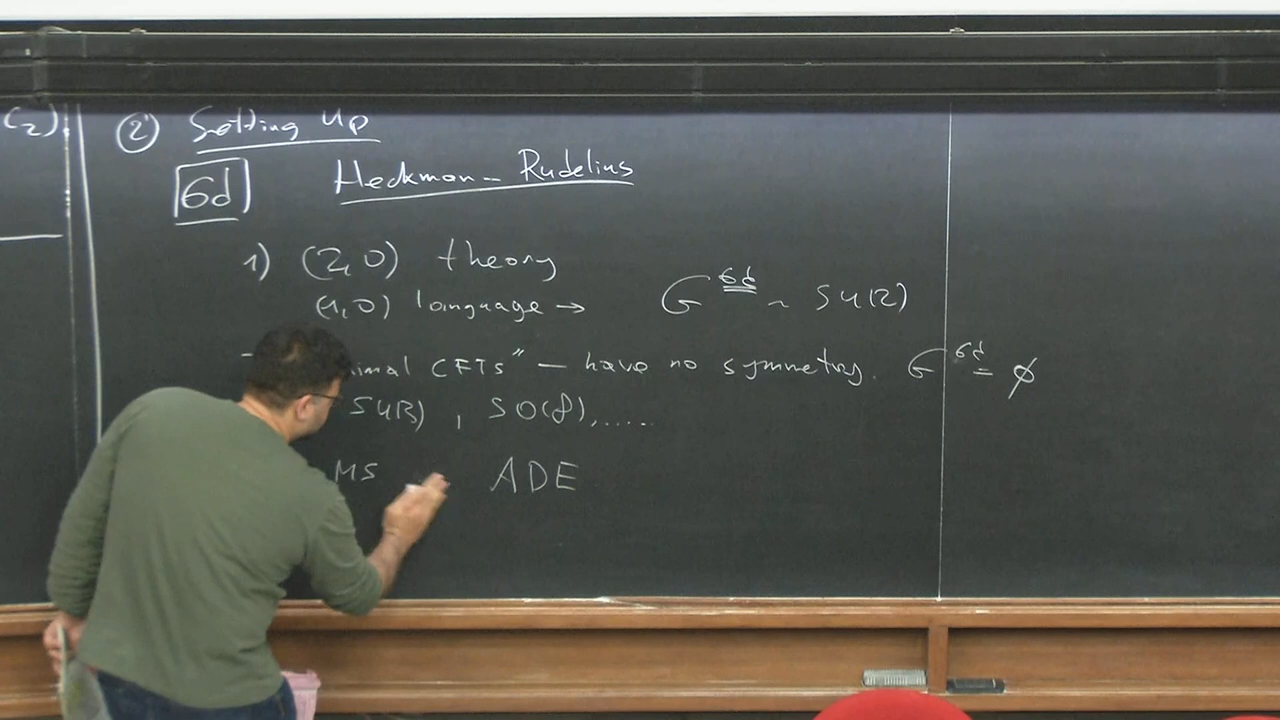 (2)
② Setting up
6d Heckman - Rudelius
1) (2,0) theory
(1,0) language → G^6d ~ SU(2)
imal CFTs" — have no symmetry. G^6d = ∅
SU(3) , SO(8), .....
MS ADE